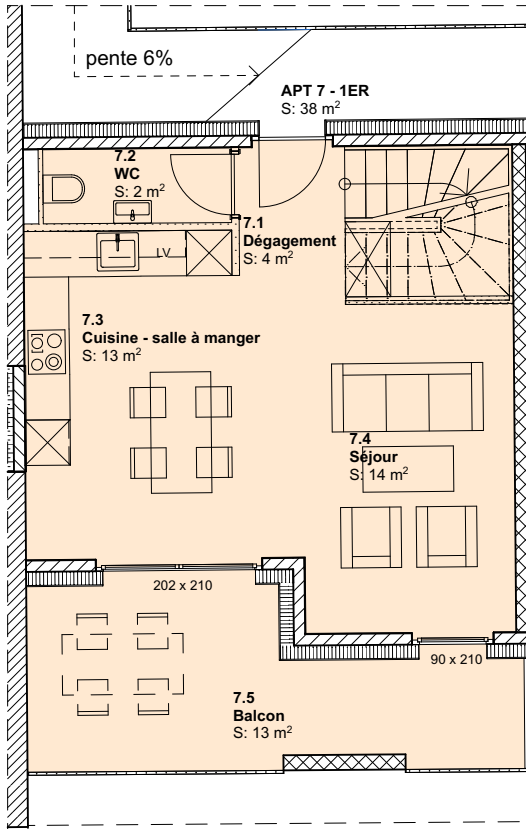 pente 6%
APT 7 - 1ER
S: 38 m²
7.2
WC
S: 2 m²
7.1
Dégagement
S: 4 m²
LV
7.3
Cuisine - salle à manger
S: 13 m²
7.4
Séjour
S: 14 m²
202 x 210
90 x 210
7.5
Balcon
S: 13 m²